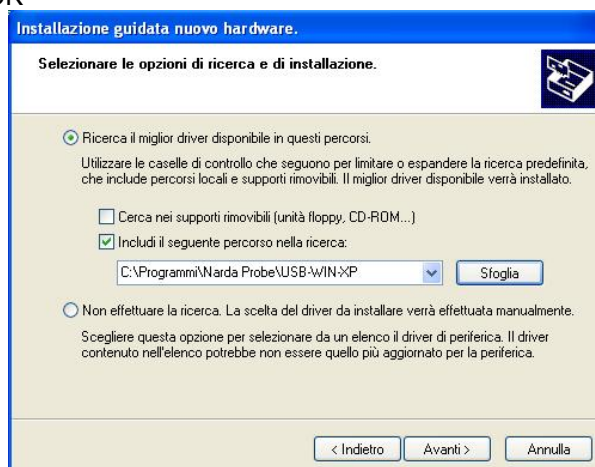 Installazione guidata nuovo hardware.
Selezionare le opzioni di ricerca e di installazione.
Ricerca il miglior driver disponibile in questi percorsi.
Utilizzare le caselle di controllo che seguono per limitare o espandere la ricerca predefinita,
che include percorsi locali e supporti rimovibili. Il miglior driver disponibile verrà installato.
Cerca nei supporti rimovibili (unità floppy, CD-ROM...)
Includi il seguente percorso nella ricerca:
C:\Programmi\Narda Probe\USB-WIN-XP
Sfoglia
Non effettuare la ricerca. La scelta del driver da installare verrà effettuata manualmente.
Scegliere questa opzione per selezionare da un elenco il driver di periferica. Il driver
contenuto nell'elenco potrebbe non essere quello più aggiornato per la periferica.
< Indietro Avanti > Annulla